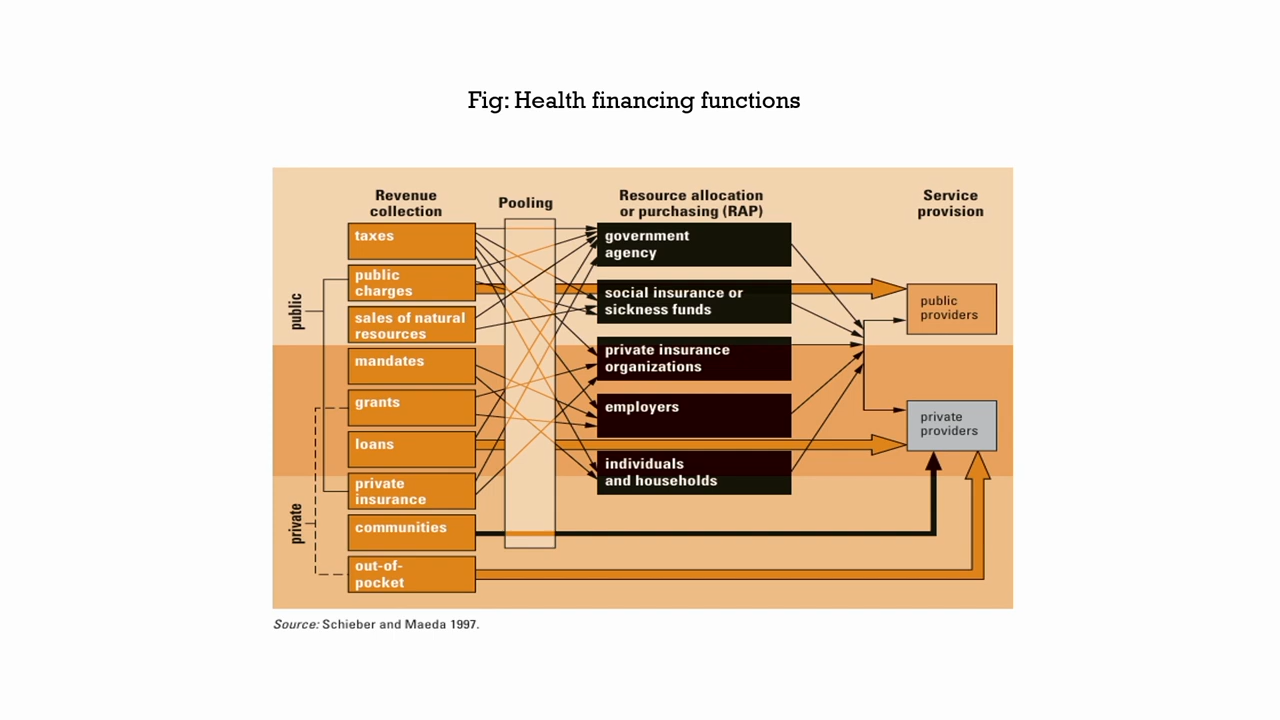 Fig: Health financing functions
Revenue
collection
Pooling
Resource allocation
or purchasing (RAP)
Service
provision
taxes
public
charges
sales of natural
resources
mandates
grants
loans
private
insurance
communities
out-of-
pocket
public
private
government
agency
social insurance or
sickness funds
private insurance
organizations
employers
individuals
and households
public
providers
private
providers
Source: Schieber and Maeda 1997.